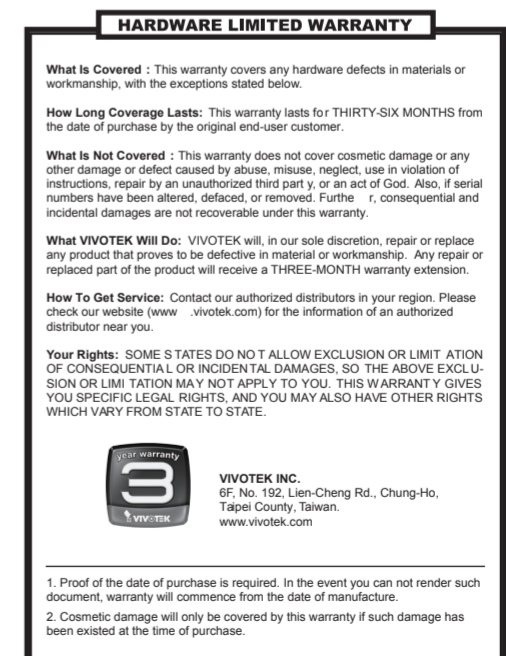 HARDWARE LIMITED WARRANTY
What Is Covered : This warranty covers any hardware defects in materials or
workmanship, with the exceptions stated below.
How Long Coverage Lasts: This warranty lasts for THIRTY-SIX MONTHS from
the date of purchase by the original end-user customer.
What Is Not Covered : This warranty does not cover cosmetic damage or any
other damage or defect caused by abuse, misuse, neglect, use in violation of
instructions, repair by an unauthorized third part y, or an act of God. Also, if serial
numbers have been altered, defaced, or removed. Furthe r, consequential and
incidental damages are not recoverable under this warranty.
What VIVOTEK Will Do: VIVOTEK will, in our sole discretion, repair or replace
any product that proves to be defective in material or workmanship. Any repair or
replaced part of the product will receive a THREE-MONTH warranty extension.
How To Get Service: Contact our authorized distributors in your region. Please
check our website (www .vivotek.com) for the information of an authorized
distributor near you.
Your Rights: SOME S TATES DO NO T ALLOW EXCLUSION OR LIMIT ATION
OF CONSEQUENTIA L OR INCIDEN TAL DAMAGES, SO THE ABOVE EXCLU-
SION OR LIMI TATION MA Y NOT APPLY TO YOU. THIS W ARRANT Y GIVES
YOU SPECIFIC LEGAL RIGHTS, AND YOU MAY ALSO HAVE OTHER RIGHTS
WHICH VARY FROM STATE TO STATE.
year warranty
3
VIVOTEK
VIVOTEK INC.
6F, No. 192, Lien-Cheng Rd., Chung-Ho,
Taipei County, Taiwan.
www.vivotek.com
1. Proof of the date of purchase is required. In the event you can not render such
document, warranty will commence from the date of manufacture.
2. Cosmetic damage will only be covered by this warranty if such damage has
been existed at the time of purchase.